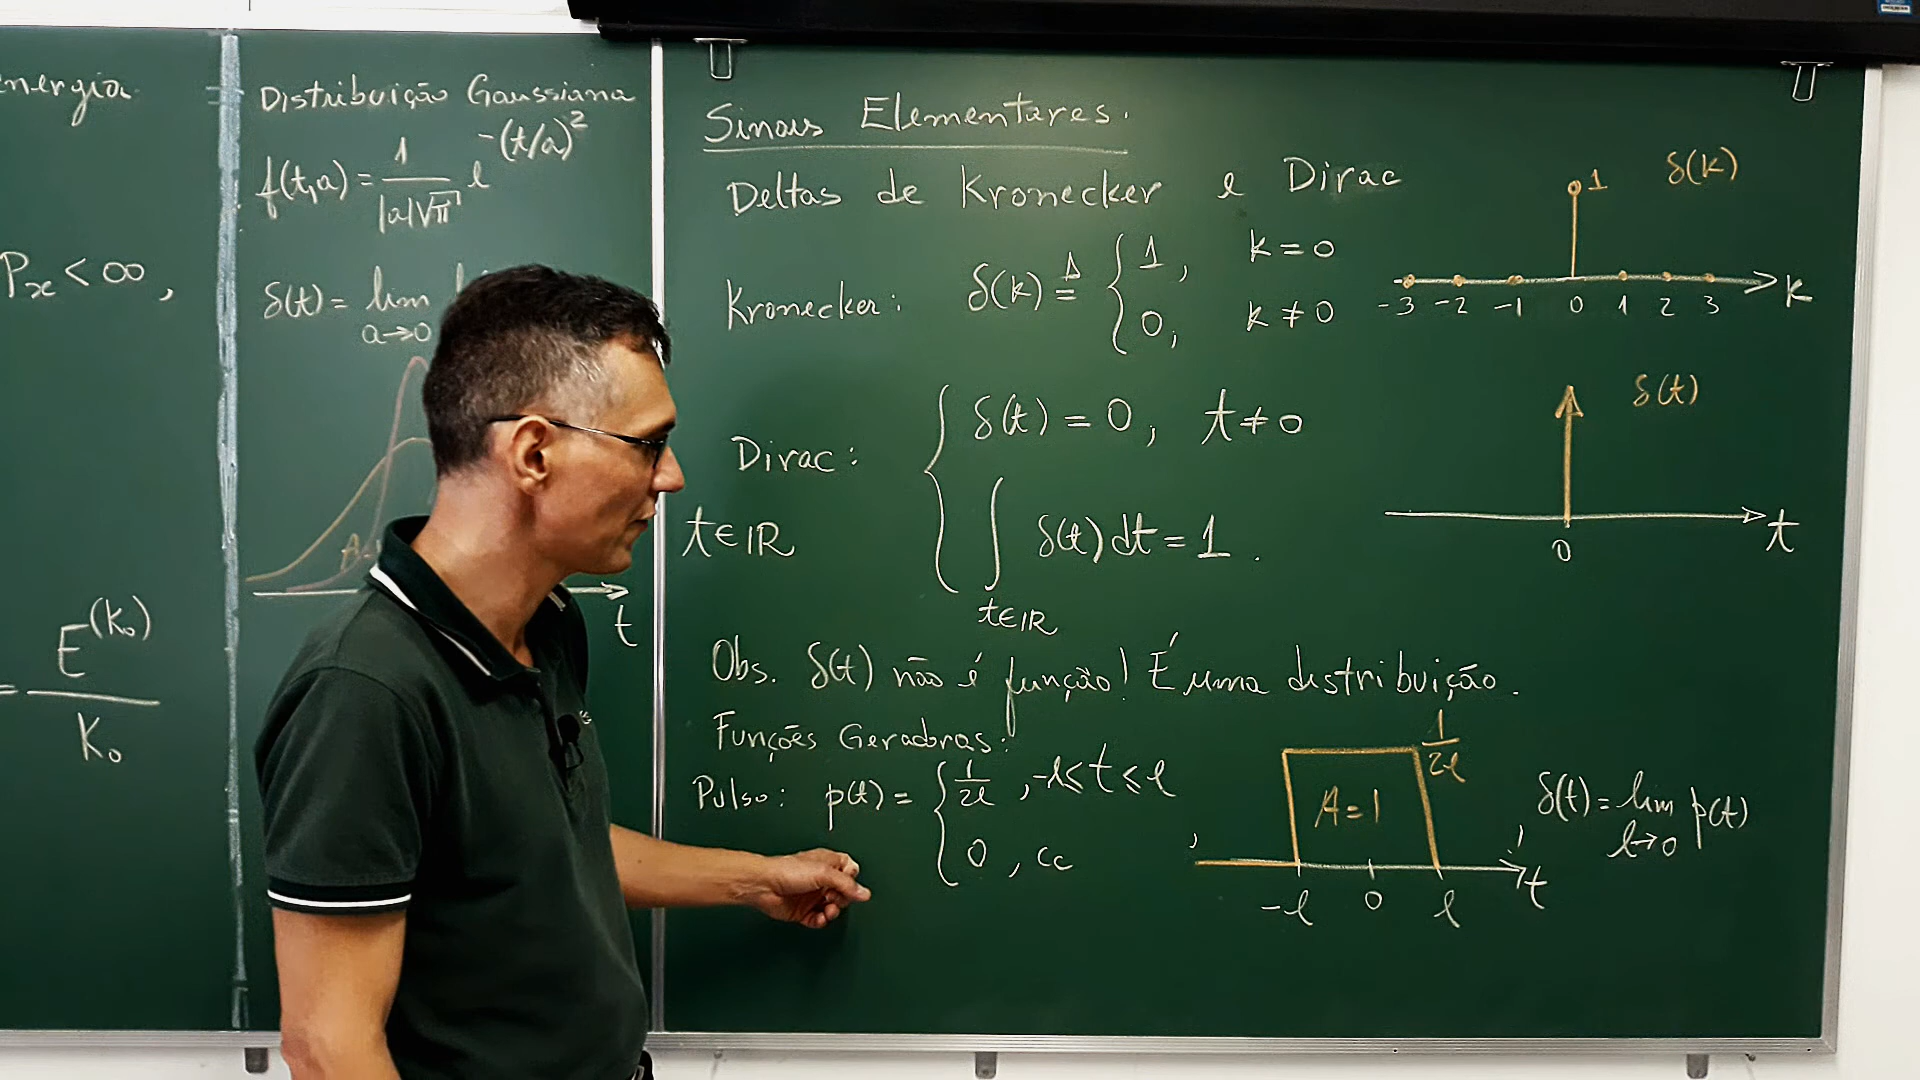 P_x < ∞,
= E^(K₀) / K₀
Distribuição Gaussiana
f(t,a) = 1/(|a|√π) e^-(t/a)²
δ(t) = lim
a→0
t
Sinais Elementares.
Deltas de Kronecker e Dirac
Kronecker: δ(k) ≜ { 1, k = 0
0, k ≠ 0
δ(k)
1
-3 -2 -1 0 1 2 3 k
Dirac: { δ(t) = 0, t ≠ 0
t∈IR ∫ δ(t) dt = 1.
t∈IR
δ(t)
0 t
Obs. δ(t) não é função! É uma distribuição.
Funções Geradoras:
Pulso: p(t) = { 1/2l, -l ≤ t ≤ l
0, cc
,
1/2l
A=1
-l 0 l t
, δ(t) = lim p(t)
l→0